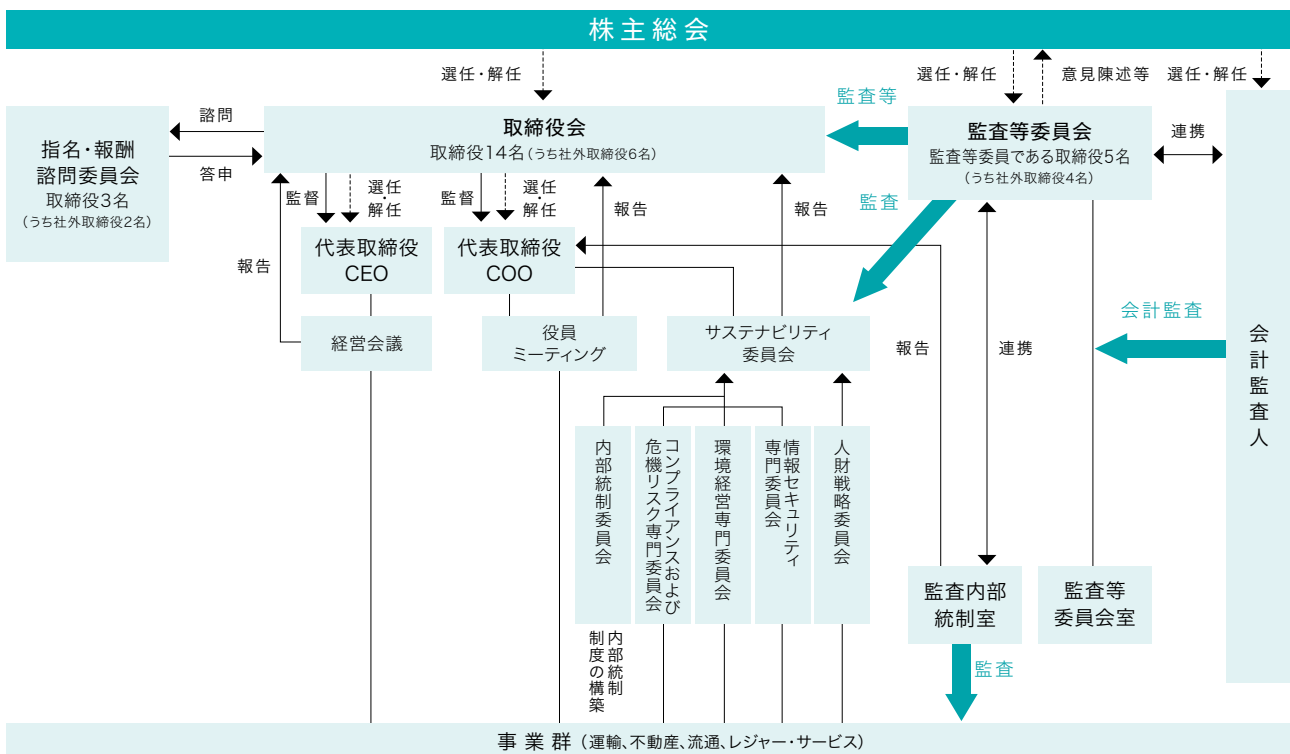 株主総会
選任・解任
選任・解任
意見陳述等
選任・解任
監査等
諮問
答申
指名・報酬
諮問委員会
取締役3名
(うち社外取締役2名)
取締役会
取締役14名(うち社外取締役6名)
監査等委員会
監査等委員である取締役5名
(うち社外取締役4名)
連携
監督
選任・解任
監督
選任・解任
報告
報告
監査
報告
代表取締役
CEO
代表取締役
COO
経営会議
役員
ミーティング
サステナビリティ
委員会
報告
連携
会計監査
会計監査人
内部統制委員会
コンプライアンスおよび
危機リスク専門委員会
環境経営専門委員会
情報セキュリティ
専門委員会
人財戦略委員会
監査内部
統制室
監査等
委員会室
内部統制
制度の構築
監査
事業群(運輸、不動産、流通、レジャー・サービス)